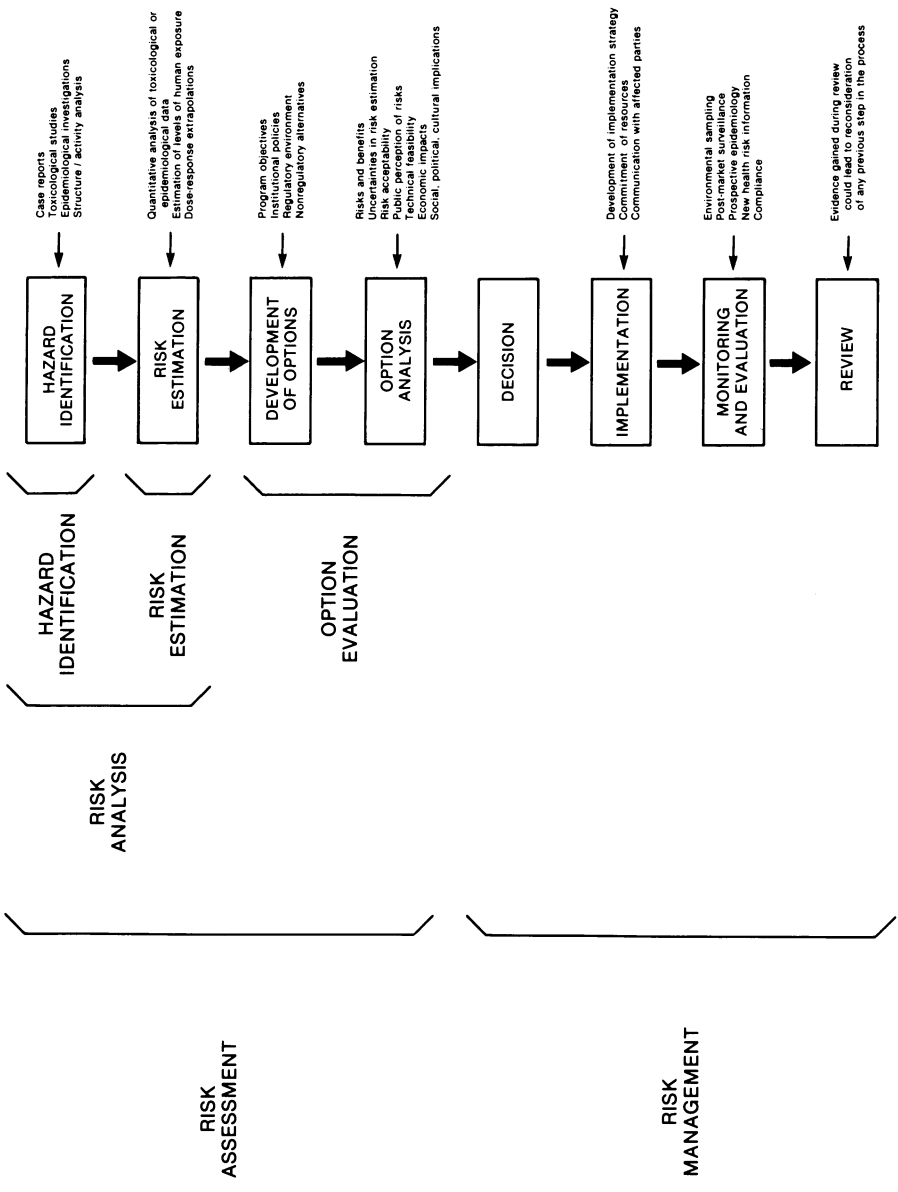 RISK
ASSESSMENT
RISK
MANAGEMENT
RISK
ANALYSIS
HAZARD
IDENTIFICATION
RISK
ESTIMATION
OPTION
EVALUATION
HAZARD
IDENTIFICATION
Case reports
Toxicological studies
Epidemiological investigations
Structure / activity analysis
RISK
ESTIMATION
Quantitative analysis of toxicological or
epidemiological data
Estimation of levels of human exposure
Dose-response extrapolations
DEVELOPMENT
OF OPTIONS
Program objectives
Institutional policies
Regulatory environment
Nonregulatory alternatives
OPTION
ANALYSIS
Risks and benefits
Uncertainties in risk estimation
Risk acceptability
Public perception of risks
Technical feasibility
Economic impacts
Social, political, cultural implications
DECISION
IMPLEMENTATION
Development of implementation strategy
Commitment of resources
Communication with affected parties
MONITORING
AND EVALUATION
Environmental sampling
Post-market surveillance
Prospective epidemiology
New health risk information
Compliance
REVIEW
Evidence gained during review
could lead to reconsideration
of any previous step in the process